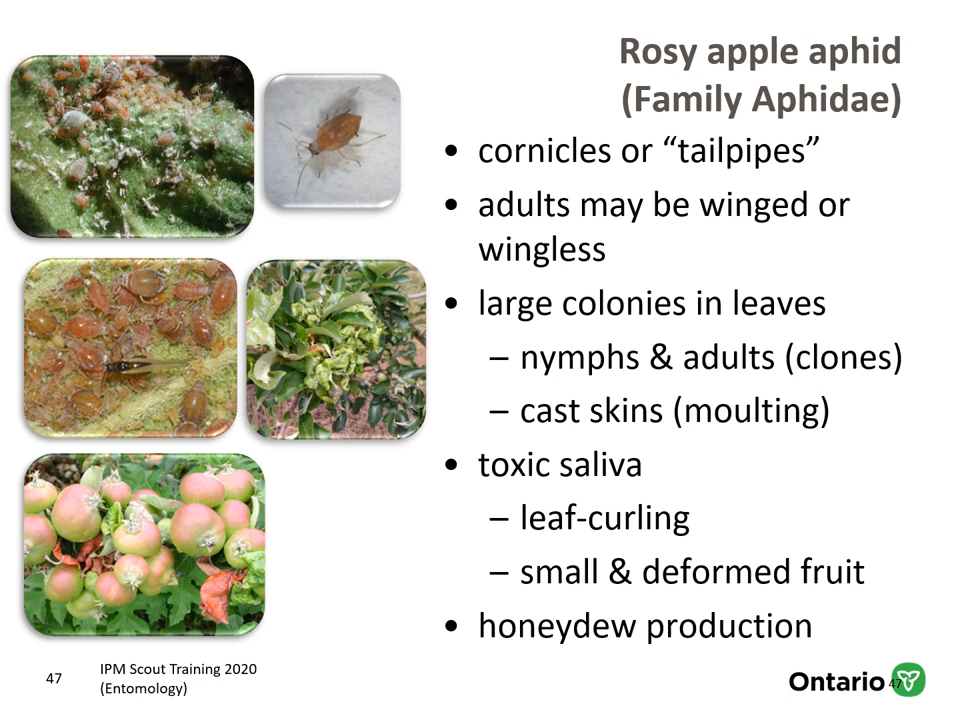 Rosy apple aphid
(Family Aphidae)
• cornicles or “tailpipes”
• adults may be winged or
wingless
• large colonies in leaves
– nymphs & adults (clones)
– cast skins (moulting)
• toxic saliva
– leaf-curling
– small & deformed fruit
• honeydew production
47
IPM Scout Training 2020
(Entomology)
Ontario
47